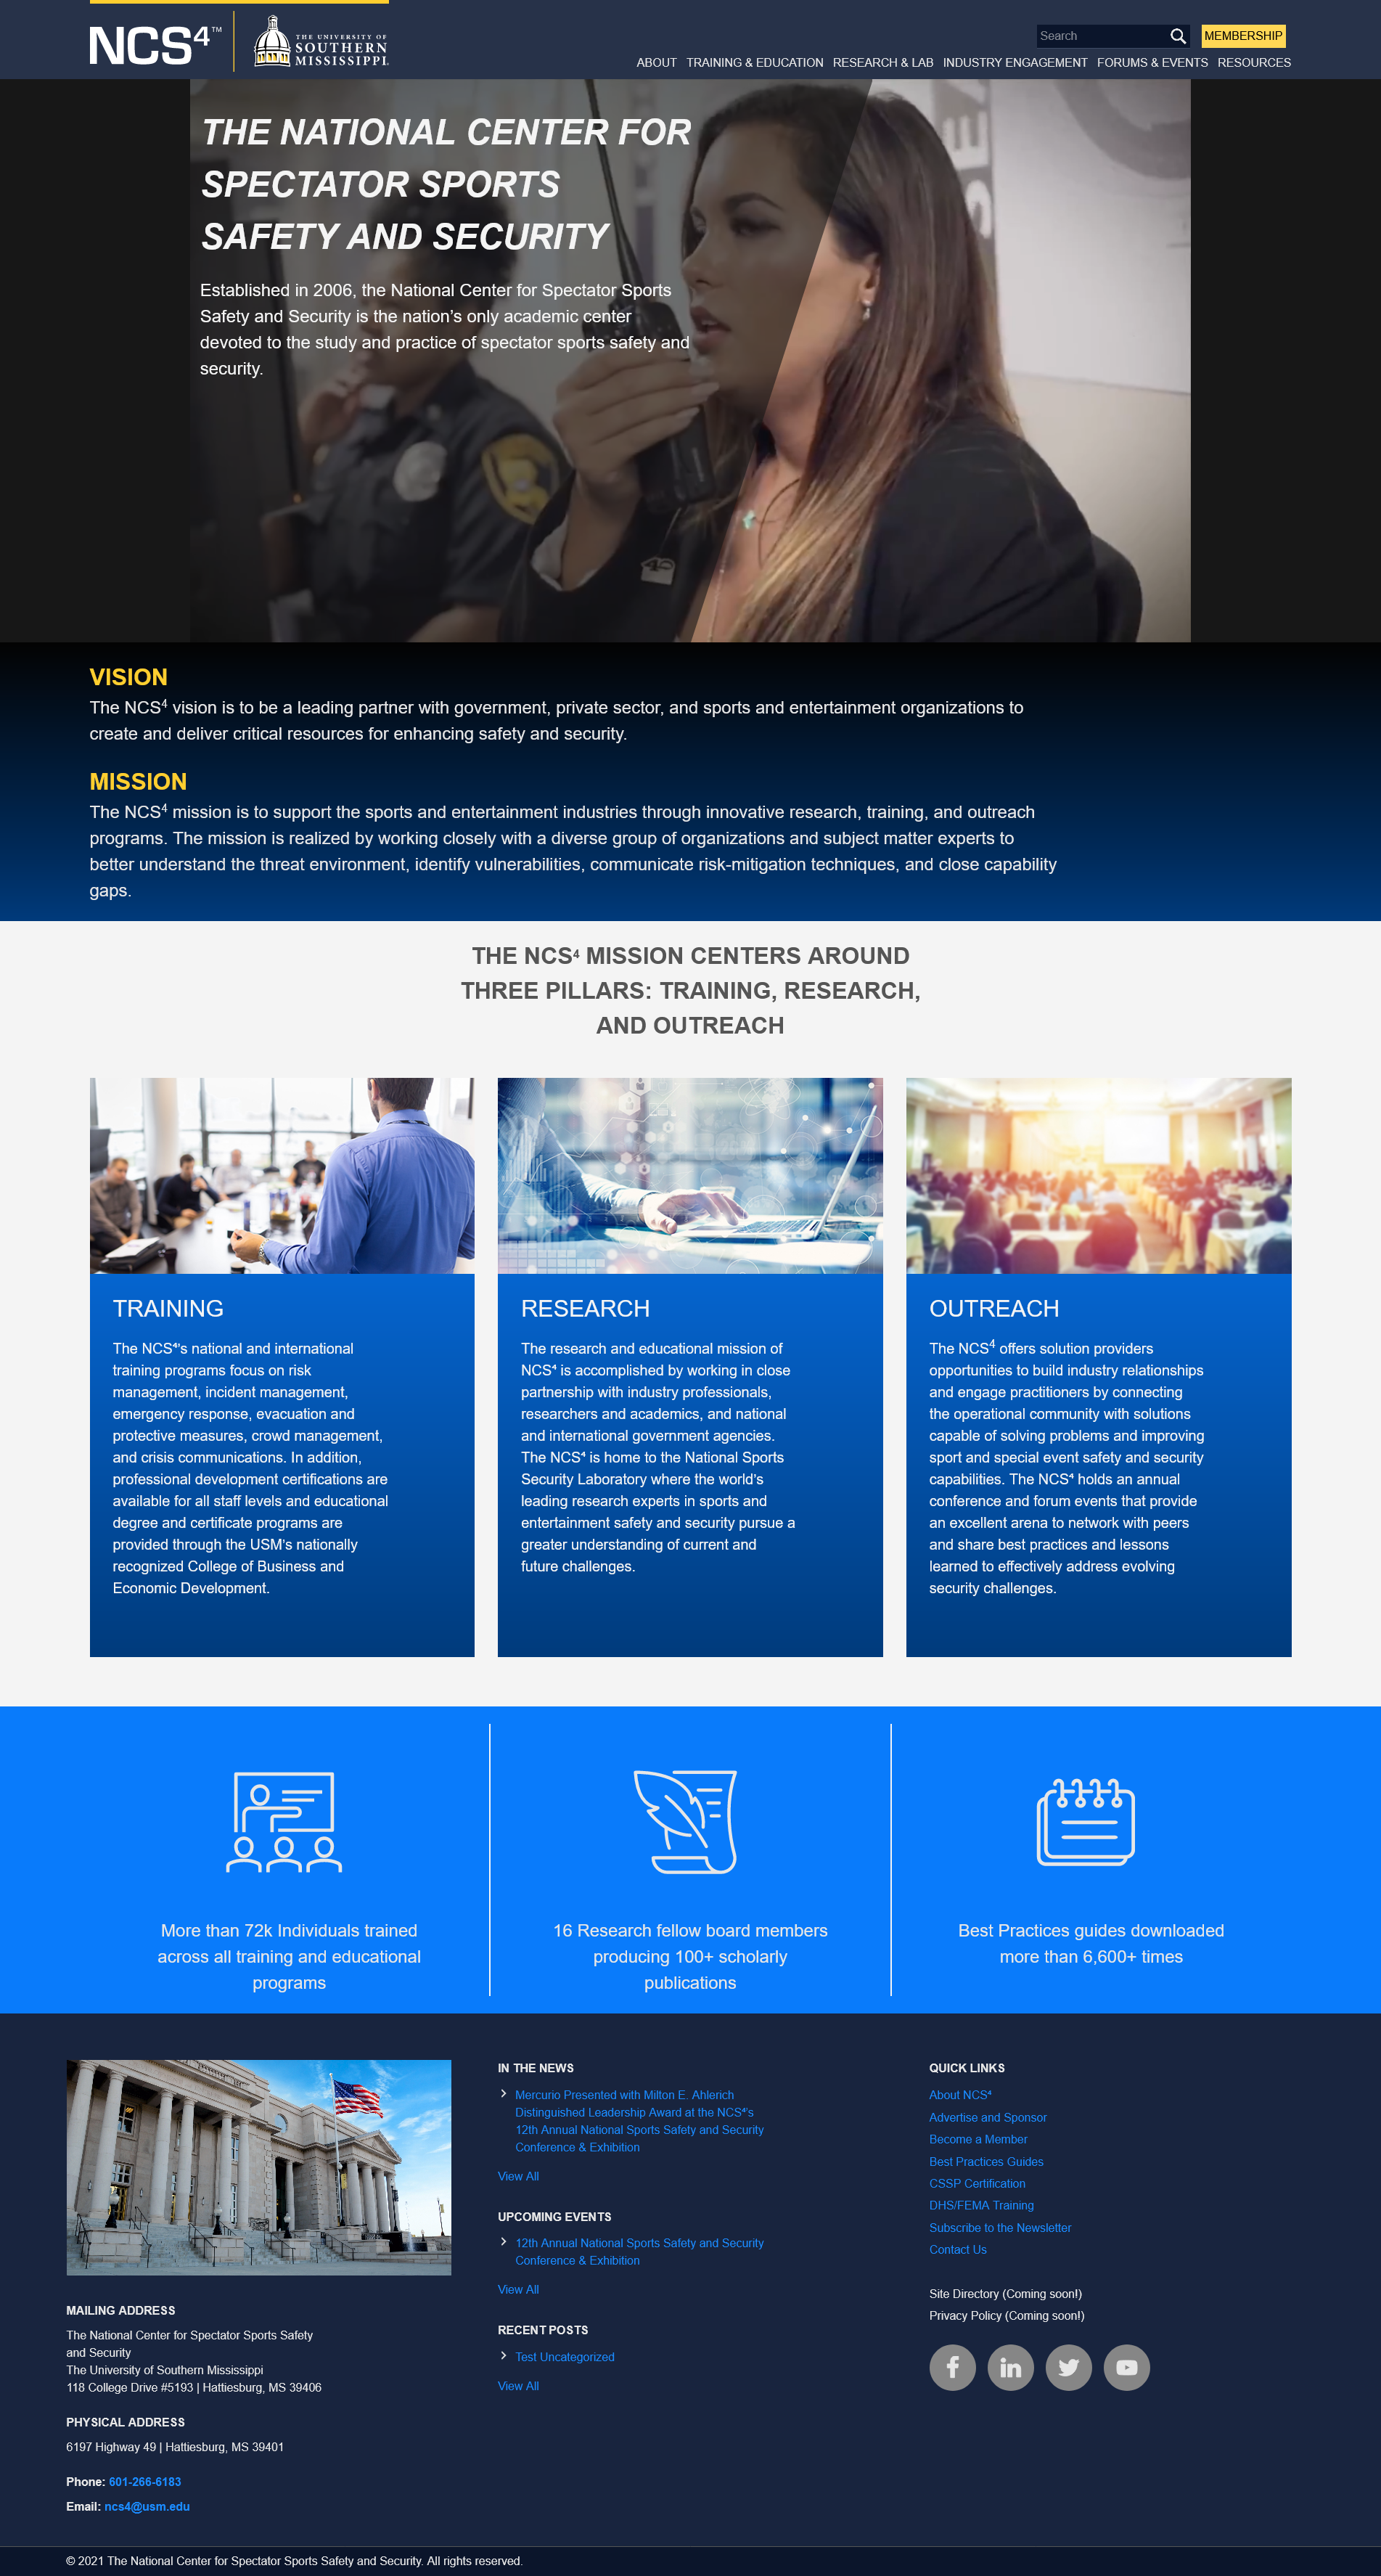 NCS4™
THE UNIVERSITY OF
SOUTHERN
MISSISSIPPI.
Search
MEMBERSHIP
ABOUT TRAINING & EDUCATION RESEARCH & LAB INDUSTRY ENGAGEMENT FORUMS & EVENTS RESOURCES
THE NATIONAL CENTER FOR
SPECTATOR SPORTS
SAFETY AND SECURITY
Established in 2006, the National Center for Spectator Sports
Safety and Security is the nation’s only academic center
devoted to the study and practice of spectator sports safety and
security.
VISION
The NCS⁴ vision is to be a leading partner with government, private sector, and sports and entertainment organizations to
create and deliver critical resources for enhancing safety and security.
MISSION
The NCS⁴ mission is to support the sports and entertainment industries through innovative research, training, and outreach
programs. The mission is realized by working closely with a diverse group of organizations and subject matter experts to
better understand the threat environment, identify vulnerabilities, communicate risk-mitigation techniques, and close capability
gaps.
THE NCS⁴ MISSION CENTERS AROUND
THREE PILLARS: TRAINING, RESEARCH,
AND OUTREACH
TRAINING
The NCS⁴’s national and international
training programs focus on risk
management, incident management,
emergency response, evacuation and
protective measures, crowd management,
and crisis communications. In addition,
professional development certifications are
available for all staff levels and educational
degree and certificate programs are
provided through the USM’s nationally
recognized College of Business and
Economic Development.
RESEARCH
The research and educational mission of
NCS⁴ is accomplished by working in close
partnership with industry professionals,
researchers and academics, and national
and international government agencies.
The NCS⁴ is home to the National Sports
Security Laboratory where the world’s
leading research experts in sports and
entertainment safety and security pursue a
greater understanding of current and
future challenges.
OUTREACH
The NCS⁴ offers solution providers
opportunities to build industry relationships
and engage practitioners by connecting
the operational community with solutions
capable of solving problems and improving
sport and special event safety and security
capabilities. The NCS⁴ holds an annual
conference and forum events that provide
an excellent arena to network with peers
and share best practices and lessons
learned to effectively address evolving
security challenges.
More than 72k Individuals trained
across all training and educational
programs
16 Research fellow board members
producing 100+ scholarly
publications
Best Practices guides downloaded
more than 6,600+ times
MAILING ADDRESS
The National Center for Spectator Sports Safety
and Security
The University of Southern Mississippi
118 College Drive #5193 | Hattiesburg, MS 39406
PHYSICAL ADDRESS
6197 Highway 49 | Hattiesburg, MS 39401
Phone: 601-266-6183
Email: ncs4@usm.edu
IN THE NEWS
Mercurio Presented with Milton E. Ahlerich
Distinguished Leadership Award at the NCS⁴’s
12th Annual National Sports Safety and Security
Conference & Exhibition
View All
UPCOMING EVENTS
12th Annual National Sports Safety and Security
Conference & Exhibition
View All
RECENT POSTS
Test Uncategorized
View All
QUICK LINKS
About NCS⁴
Advertise and Sponsor
Become a Member
Best Practices Guides
CSSP Certification
DHS/FEMA Training
Subscribe to the Newsletter
Contact Us
Site Directory (Coming soon!)
Privacy Policy (Coming soon!)
© 2021 The National Center for Spectator Sports Safety and Security. All rights reserved.